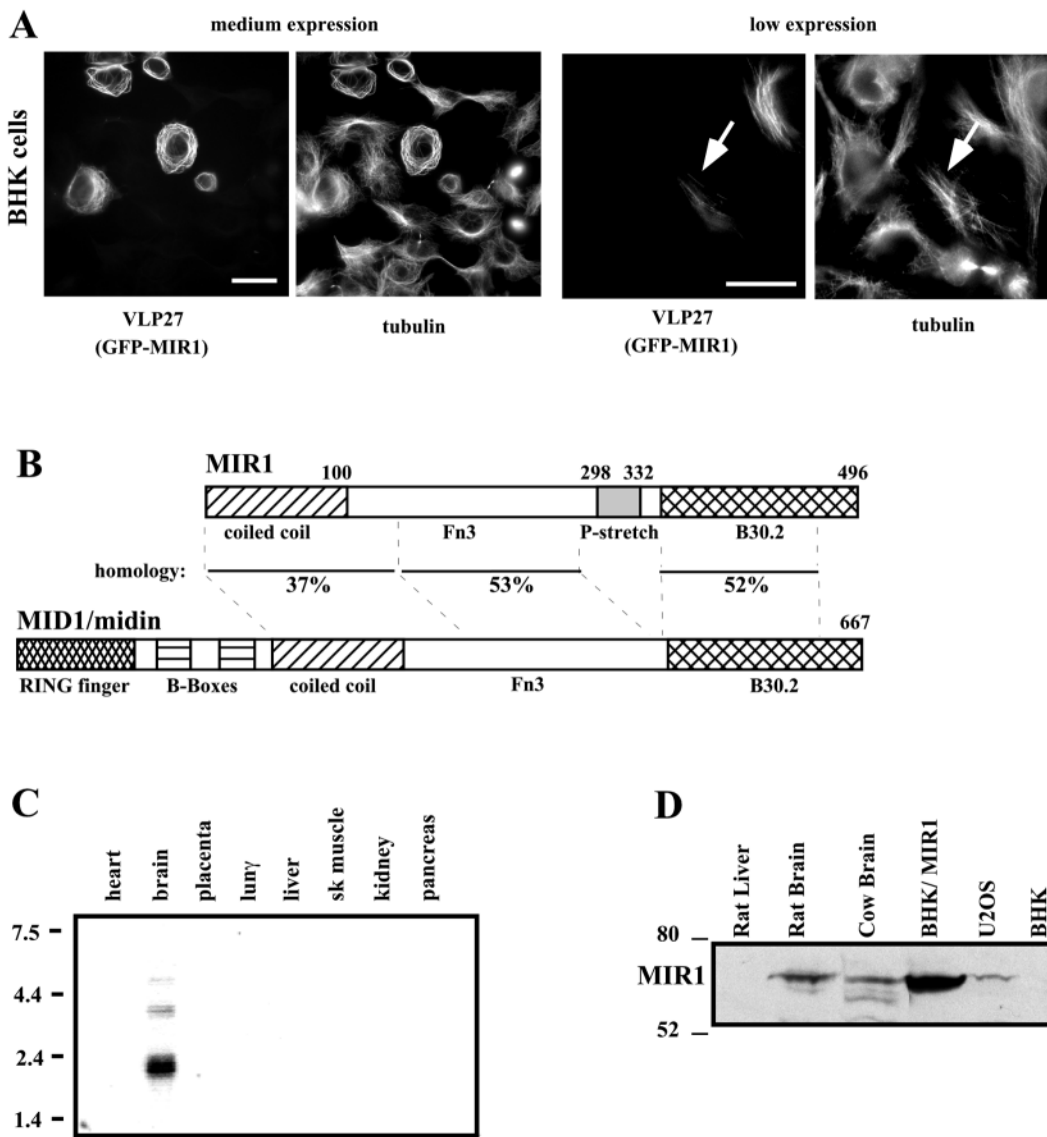 A
medium expression
low expression
BHK cells
VLP27
(GFP-MIR1)
tubulin
VLP27
(GFP-MIR1)
tubulin
B
MIR1
100
298
332
496
coiled coil
Fn3
P-stretch
B30.2
homology:
37%
53%
52%
MID1/midin
667
RING finger
B-Boxes
coiled coil
Fn3
B30.2
C
heart
brain
placenta
lunγ
liver
sk muscle
kidney
pancreas
7.5
4.4
2.4
1.4
D
Rat Liver
Rat Brain
Cow Brain
BHK/ MIR1
U2OS
BHK
80
MIR1
52